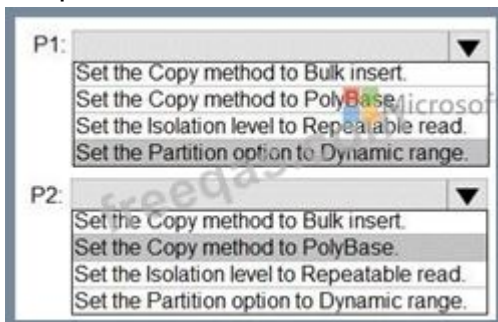 P1:
Set the Copy method to Bulk insert.
Set the Copy method to PolyBase.
Set the Isolation level to Repeatable read.
Set the Partition option to Dynamic range.
P2:
Set the Copy method to Bulk insert.
Set the Copy method to PolyBase.
Set the Isolation level to Repeatable read.
Set the Partition option to Dynamic range.